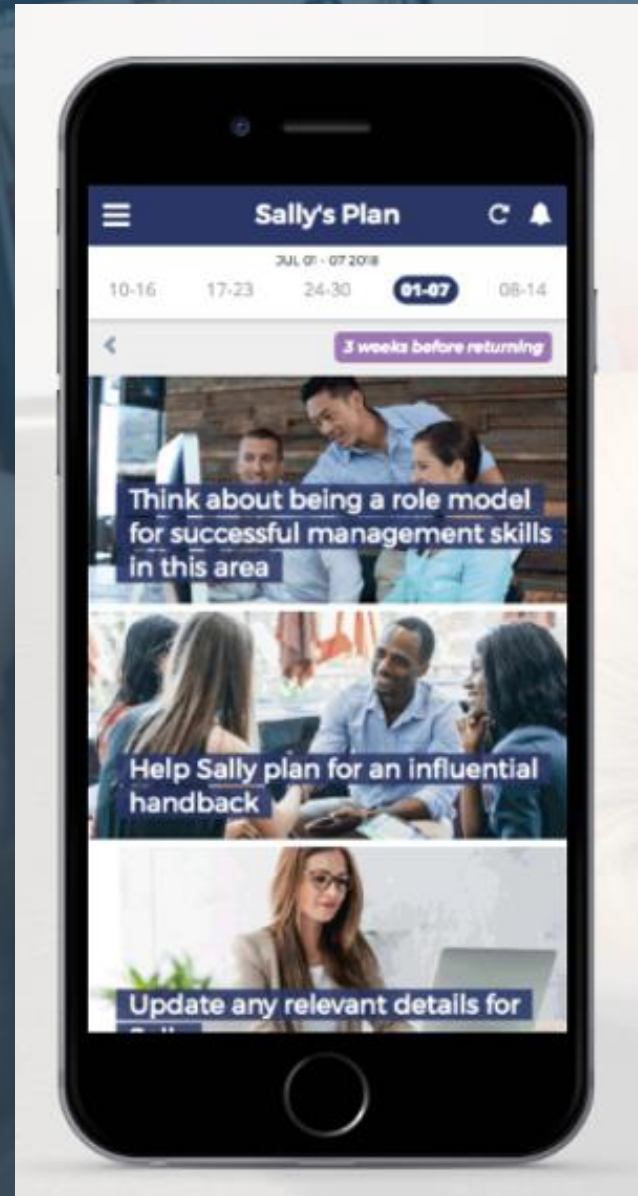 Sally's Plan
JUL 01 - 07 2018
10-16 17-23 24-30 01-07 08-14
3 weeks before returning
Think about being a role model
for successful management skills
in this area
Help Sally plan for an influential
handback
Update any relevant details for